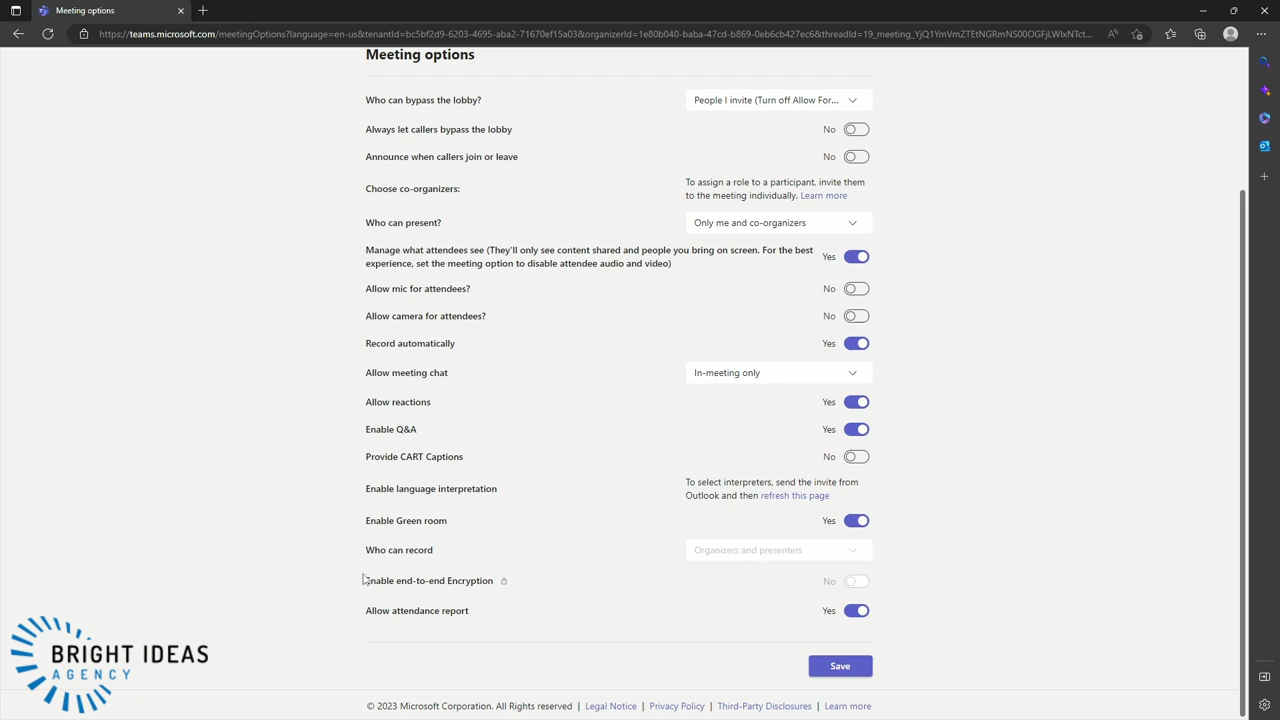 Meeting options
https://teams.microsoft.com/meetingOptions?language=en-us&tenantId=bc5bf2d9-6203-4695-aba2-71670ef15a03&organizerId=1e80b040-baba-47cd-b869-0eb6cb427ec6&threadId=19_meeting_YjQ1YmVmZTEtNGRmNS00OGFjLWIxNTct...
Meeting options
Who can bypass the lobby? People I invite (Turn off Allow For...
Always let callers bypass the lobby No
Announce when callers join or leave No
Choose co-organizers: To assign a role to a participant, invite them
to the meeting individually. Learn more
Who can present? Only me and co-organizers
Manage what attendees see (They'll only see content shared and people you bring on screen. For the best
experience, set the meeting option to disable attendee audio and video) Yes
Allow mic for attendees? No
Allow camera for attendees? No
Record automatically Yes
Allow meeting chat In-meeting only
Allow reactions Yes
Enable Q&A Yes
Provide CART Captions No
Enable language interpretation To select interpreters, send the invite from
Outlook and then refresh this page
Enable Green room Yes
Who can record Organizers and presenters
Enable end-to-end Encryption No
Allow attendance report Yes
Save
BRIGHT IDEAS
AGENCY
© 2023 Microsoft Corporation. All Rights reserved | Legal Notice | Privacy Policy | Third-Party Disclosures | Learn more